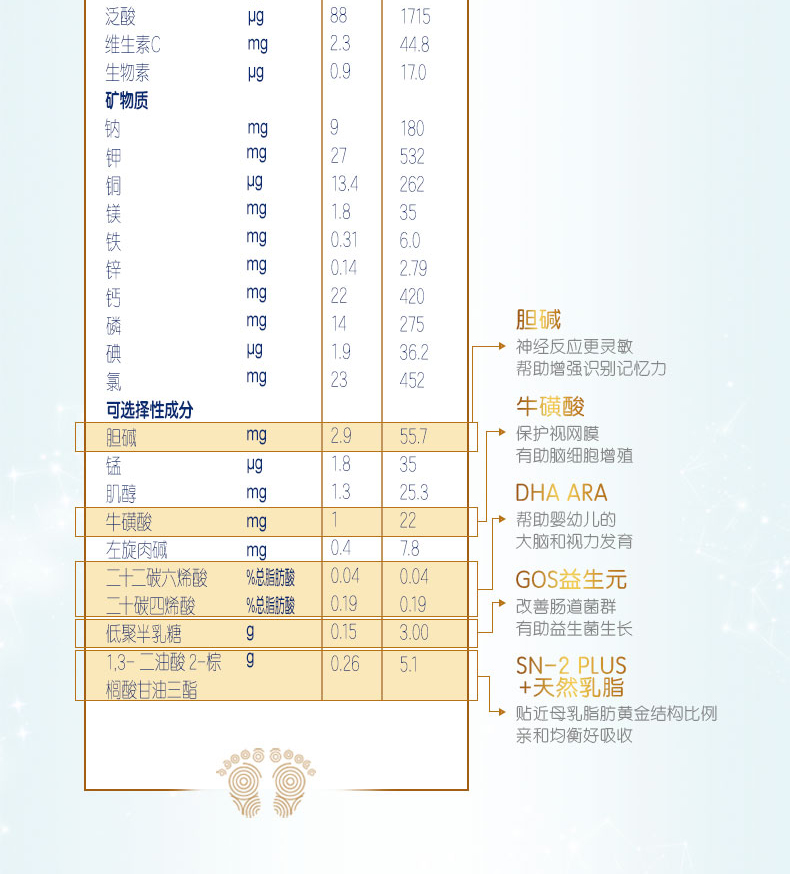 泛酸 μg 88 1715
维生素C mg 2.3 44.8
生物素 μg 0.9 17.0
矿物质
钠 mg 9 180
钾 mg 27 532
铜 μg 13.4 262
镁 mg 1.8 35
铁 mg 0.31 6.0
锌 mg 0.14 2.79
钙 mg 22 420
磷 mg 14 275
碘 μg 1.9 36.2
氯 mg 23 452
可选择性成分
胆碱 mg 2.9 55.7
锰 μg 1.8 35
肌醇 mg 1.3 25.3
牛磺酸 mg 1 22
左旋肉碱 mg 0.4 7.8
二十二碳六烯酸 %总脂肪酸 0.04 0.04
二十碳四烯酸 %总脂肪酸 0.19 0.19
低聚半乳糖 g 0.15 3.00
1,3- 二油酸 2-棕 g 0.26 5.1
榈酸甘油三酯
胆碱
神经反应更灵敏
帮助增强识别记忆力
牛磺酸
保护视网膜
有助脑细胞增殖
DHA ARA
帮助婴幼儿的
大脑和视力发育
GOS益生元
改善肠道菌群
有助益生菌生长
SN-2 PLUS
+天然乳脂
贴近母乳脂肪黄金结构比例
亲和均衡好吸收